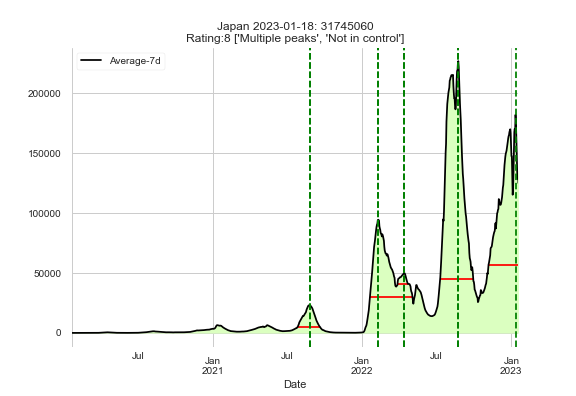 Japan 2023-01-18: 31745060
Rating:8 ['Multiple peaks', 'Not in control']
Average-7d
200000
150000
100000
50000
0
Jul
Jan
2021
Jul
Jan
2022
Jul
Jan
2023
Date